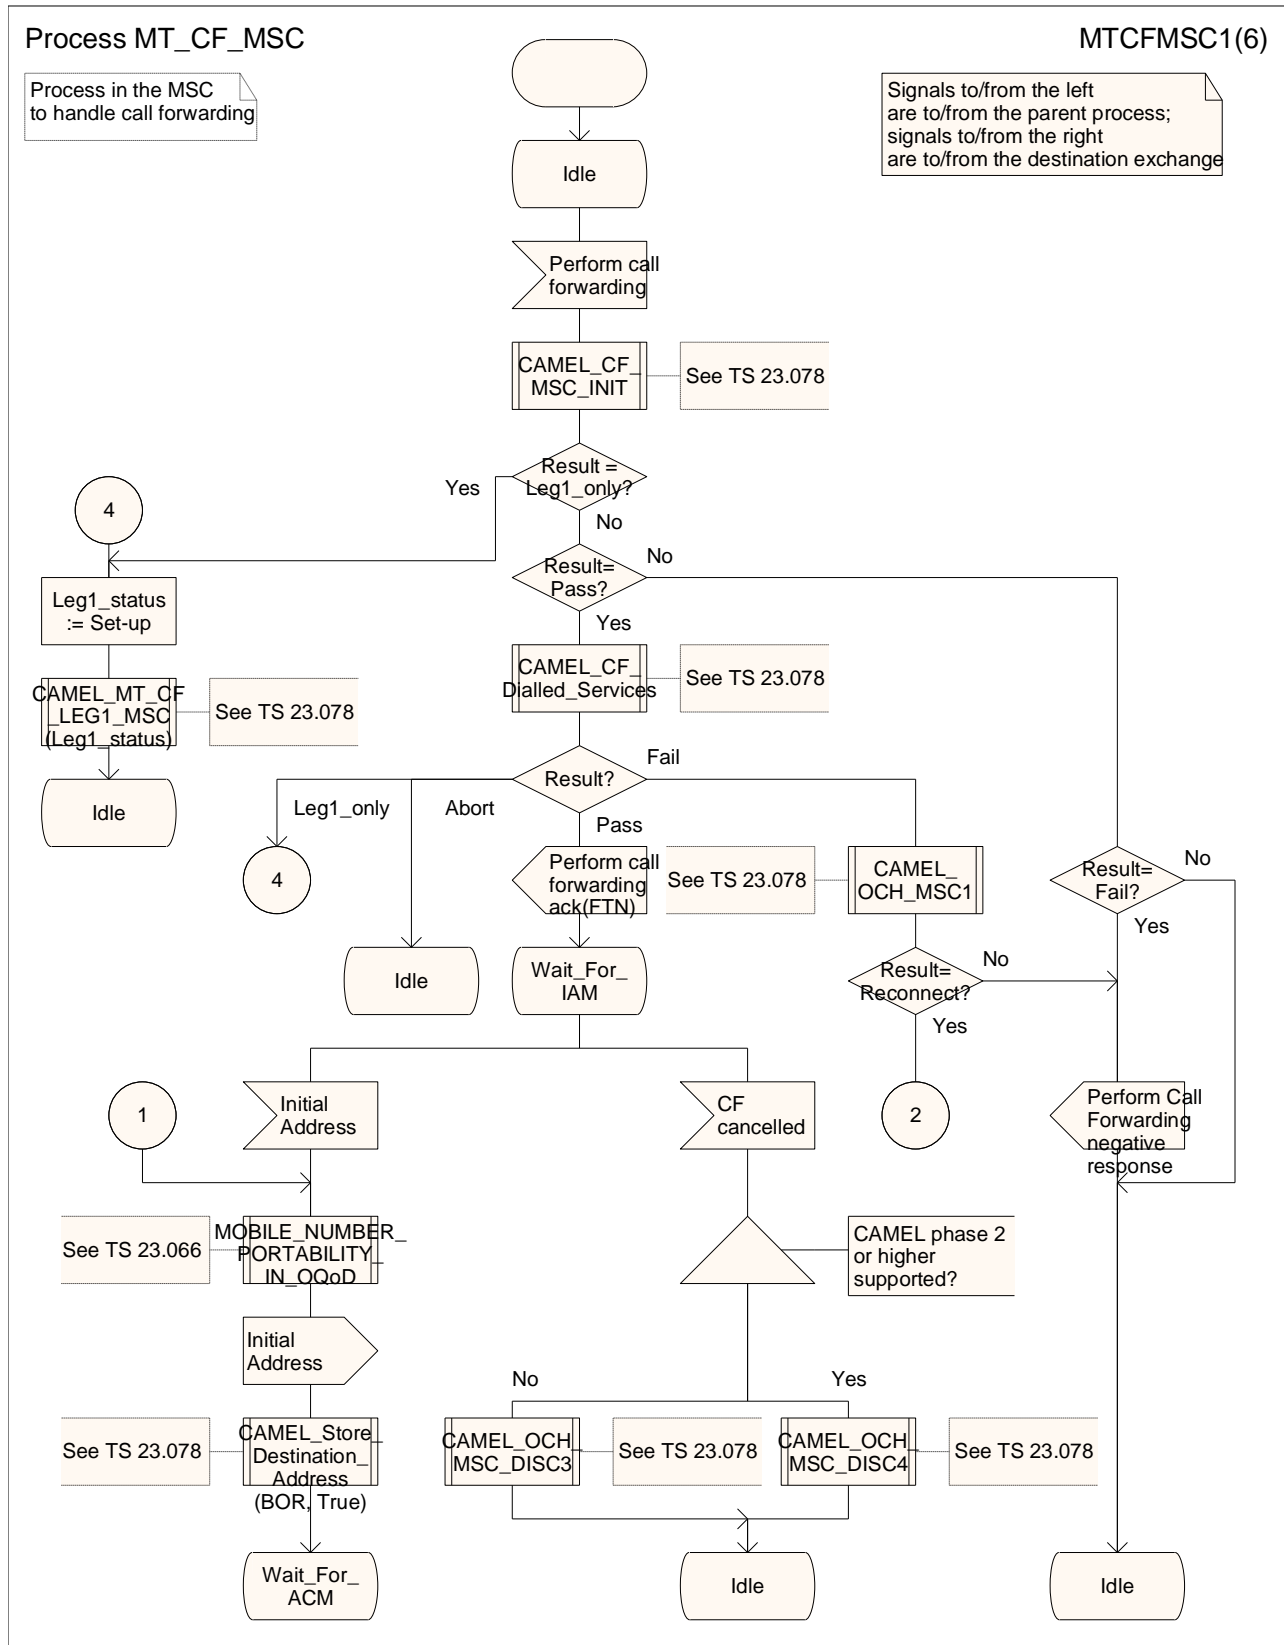 Process MT_CF_MSC
MTCFMSC1(6)
Process in the MSC
to handle call forwarding
Signals to/from the left
are to/from the parent process;
signals to/from the right
are to/from the destination exchange
Idle
Perform call
forwarding
CAMEL_CF_
MSC_INIT
See TS 23.078
Result =
Leg1_only?
Yes
No
4
Result=
Pass?
No
Yes
Leg1_status
:= Set-up
CAMEL_CF_
Dialled_Services
See TS 23.078
CAMEL_MT_CF
_LEG1_MSC
(Leg1_status)
See TS 23.078
Idle
Result?
Fail
Leg1_only
Abort
Pass
4
Perform call
forwarding
ack(FTN)
See TS 23.078
CAMEL_
OCH_MSC1
Result=
Fail?
No
Yes
Idle
Wait_For_
IAM
Result=
Reconnect?
No
Yes
1
Initial
Address
CF
cancelled
2
Perform Call
Forwarding
negative
response
See TS 23.066
MOBILE_NUMBER_
PORTABILITY_
IN_OQoD
CAMEL phase 2
or higher
supported?
Initial
Address
No
Yes
See TS 23.078
CAMEL_Store_
Destination_
Address
(BOR, True)
CAMEL_OCH_
MSC_DISC3
See TS 23.078
CAMEL_OCH_
MSC_DISC4
See TS 23.078
Wait_For_
ACM
Idle
Idle